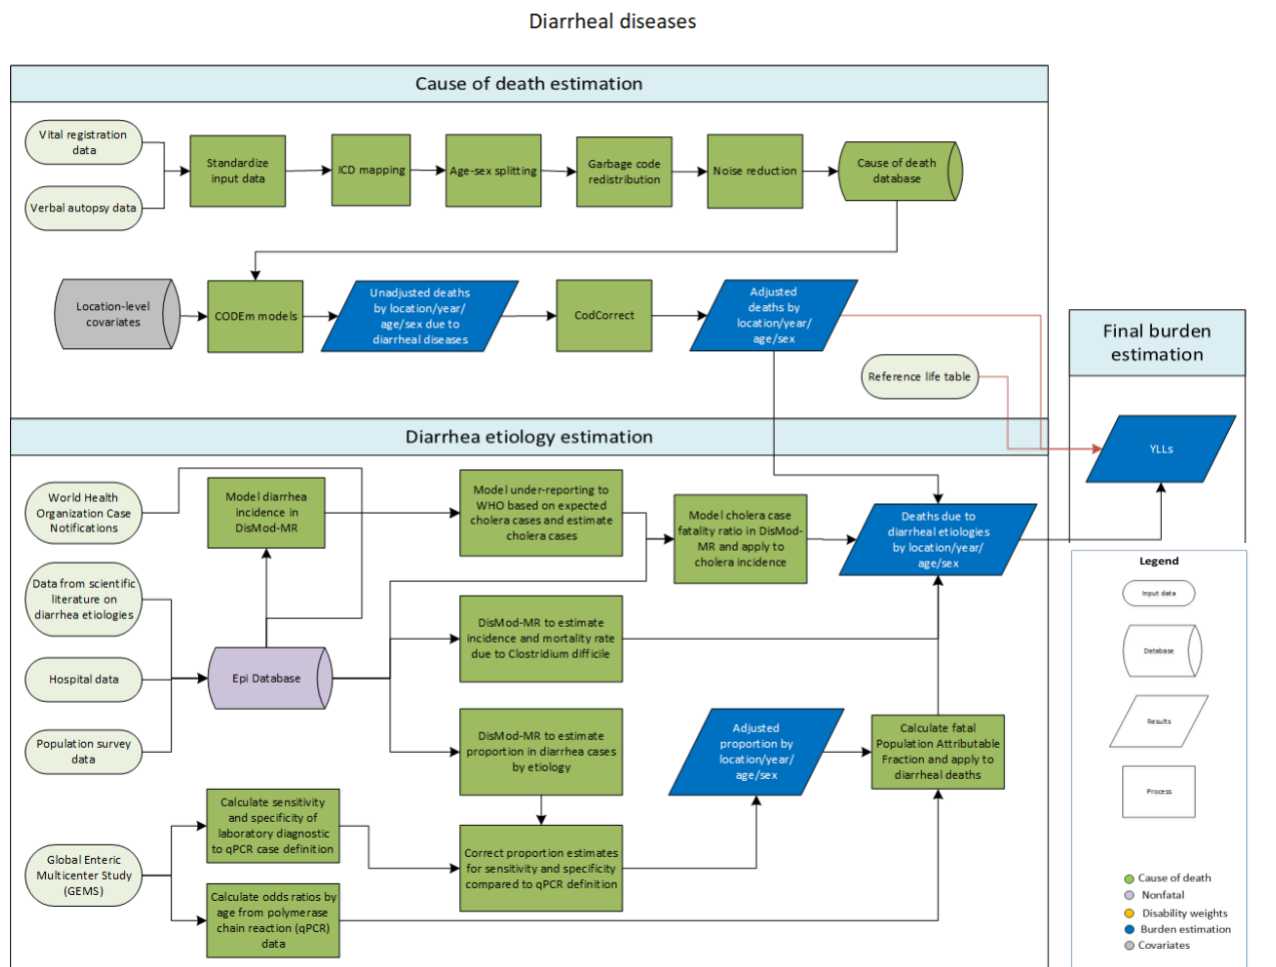 Diarrheal diseases
Cause of death estimation
Vital registration
data
Verbal autopsy data
Standardize
input data
ICD mapping
Age-sex splitting
Garbage code
redistribution
Noise reduction
Cause of death
database
Location-level
covariates
CODEm models
Unadjusted deaths
by location/year/
age/sex due to
diarrheal diseases
CodCorrect
Adjusted
deaths by
location/year/
age/sex
Reference life table
Final burden
estimation
YLLs
Diarrhea etiology estimation
World Health
Organization Case
Notifications
Data from scientific
literature on
diarrhea etiologies
Hospital data
Population survey
data
Global Enteric
Multicenter Study
(GEMS)
Model diarrhea
incidence in
DisMod-MR
Epi Database
Calculate sensitivity
and specificity of
laboratory diagnostic
to qPCR case definition
Calculate odds ratios by
age from polymerase
chain reaction (qPCR)
data
Model under-reporting to
WHO based on expected
cholera cases and estimate
cholera cases
DisMod-MR to estimate
incidence and mortality rate
due to Clostridium difficile
DisMod-MR to estimate
proportion in diarrhea cases
by etiology
Correct proportion estimates
for sensitivity and specificity
compared to qPCR definition
Model cholera case
fatality ratio in DisMod-
MR and apply to
cholera incidence
Adjusted
proportion by
location/year/
age/sex
Deaths due to
diarrheal etiologies
by location/year/
age/sex
Calculate fatal
Population Attributable
Fraction and apply to
diarrheal deaths
Legend
Input data
Database
Results
Process
Cause of death
Nonfatal
Disability weights
Burden estimation
Covariates